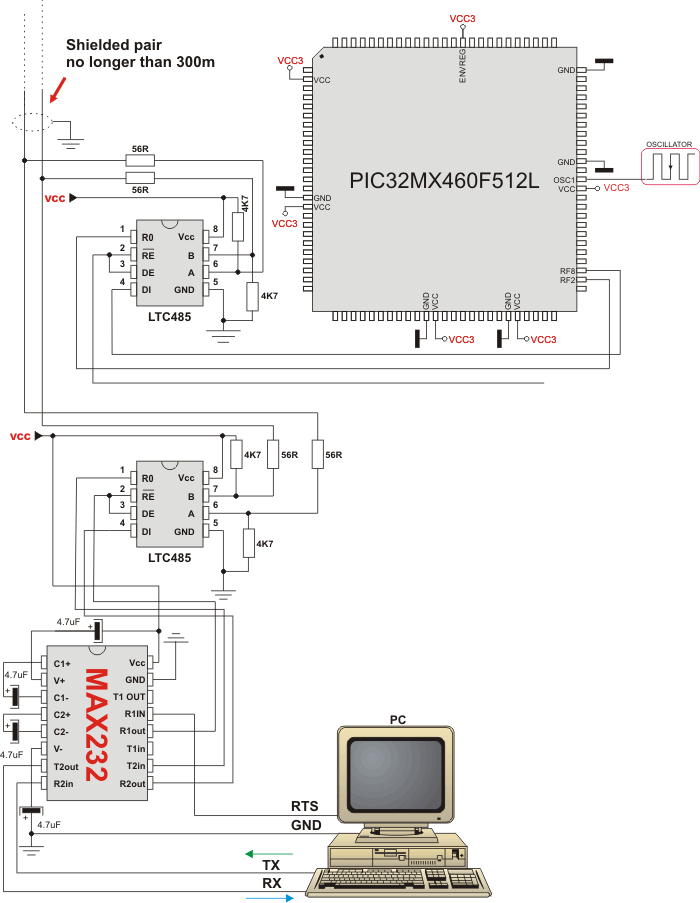 Shielded pair
no longer than 300m
VCC3
VCC3
VCC
ENVREG
GND
GND
OSCILLATOR
OSC1
VCC
VCC3
PIC32MX460F512L
GND
VCC
VCC3
RF8
RF2
GND
VCC
VCC3
GND
VCC
VCC3
56R
56R
vcc
4K7
1
2
3
4
R0
RE
DE
DI
Vcc
B
A
GND
8
7
6
5
4K7
LTC485
vcc
4K7
56R
56R
1
2
3
4
R0
RE
DE
DI
Vcc
B
A
GND
8
7
6
5
4K7
LTC485
4.7uF
+
4.7uF
+
+
4.7uF
+
4.7uF
C1+
V+
C1-
C2+
C2-
V-
T2out
R2in
MAX232
Vcc
GND
T1 OUT
R1IN
R1out
T1in
T2in
R2out
PC
RTS
GND
TX
RX